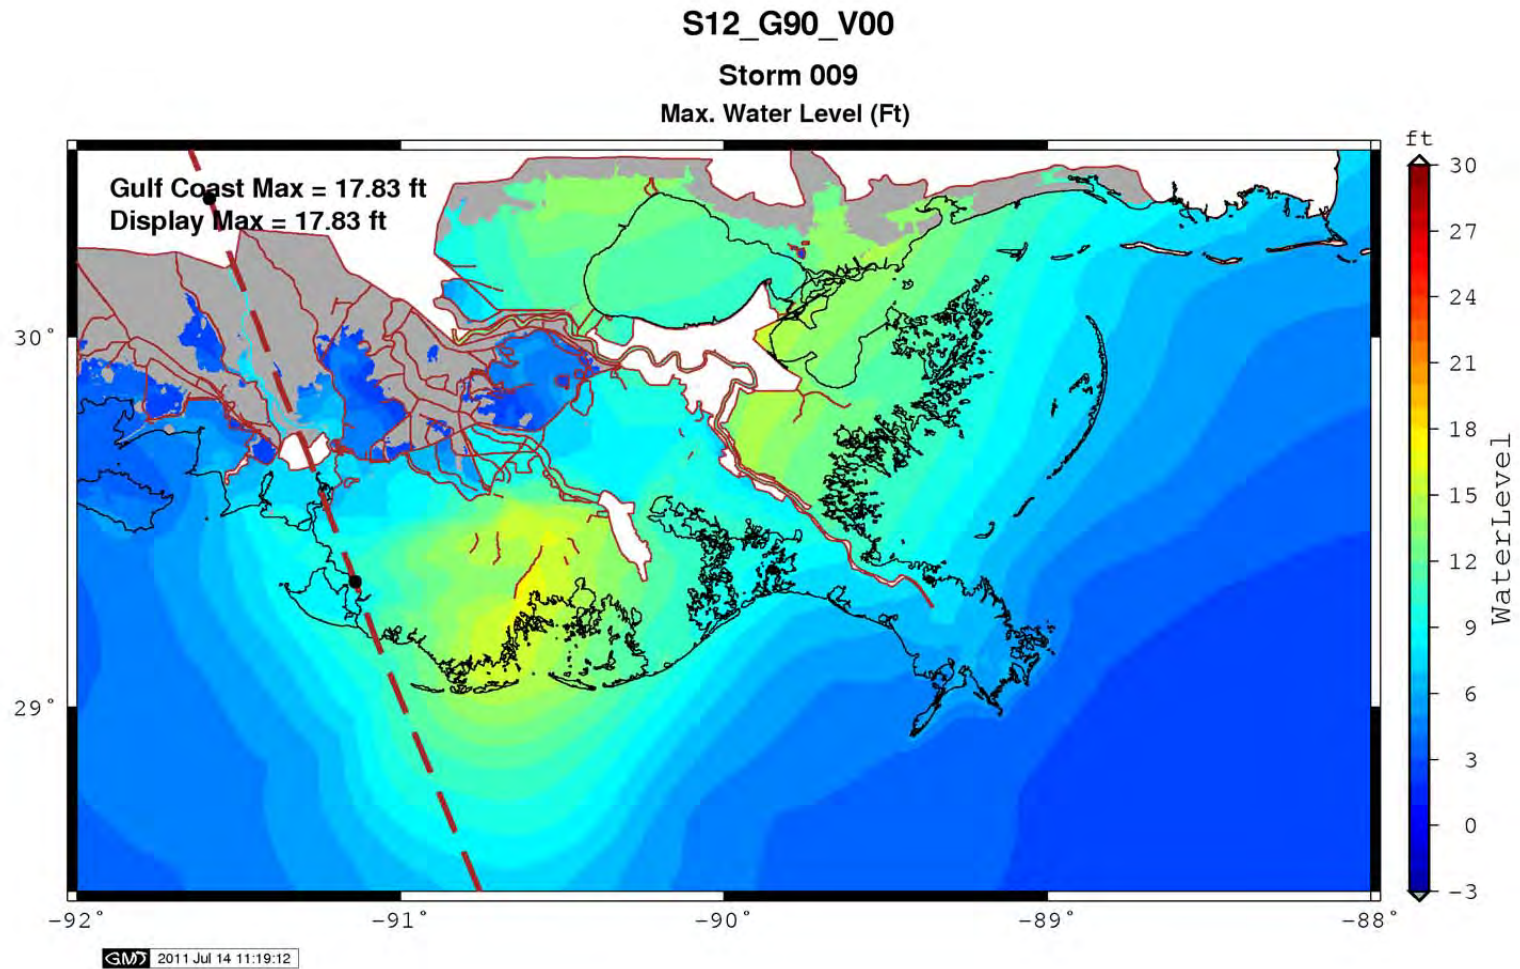 S12_G90_V00
Storm 009
Max. Water Level (Ft)
Gulf Coast Max = 17.83 ft
Display Max = 17.83 ft
ft
30
27
24
21
18
15
12
9
6
3
0
-3
WaterLevel
30°
29°
-92°
-91°
-90°
-89°
-88°
GMT 2011 Jul 14 11:19:12